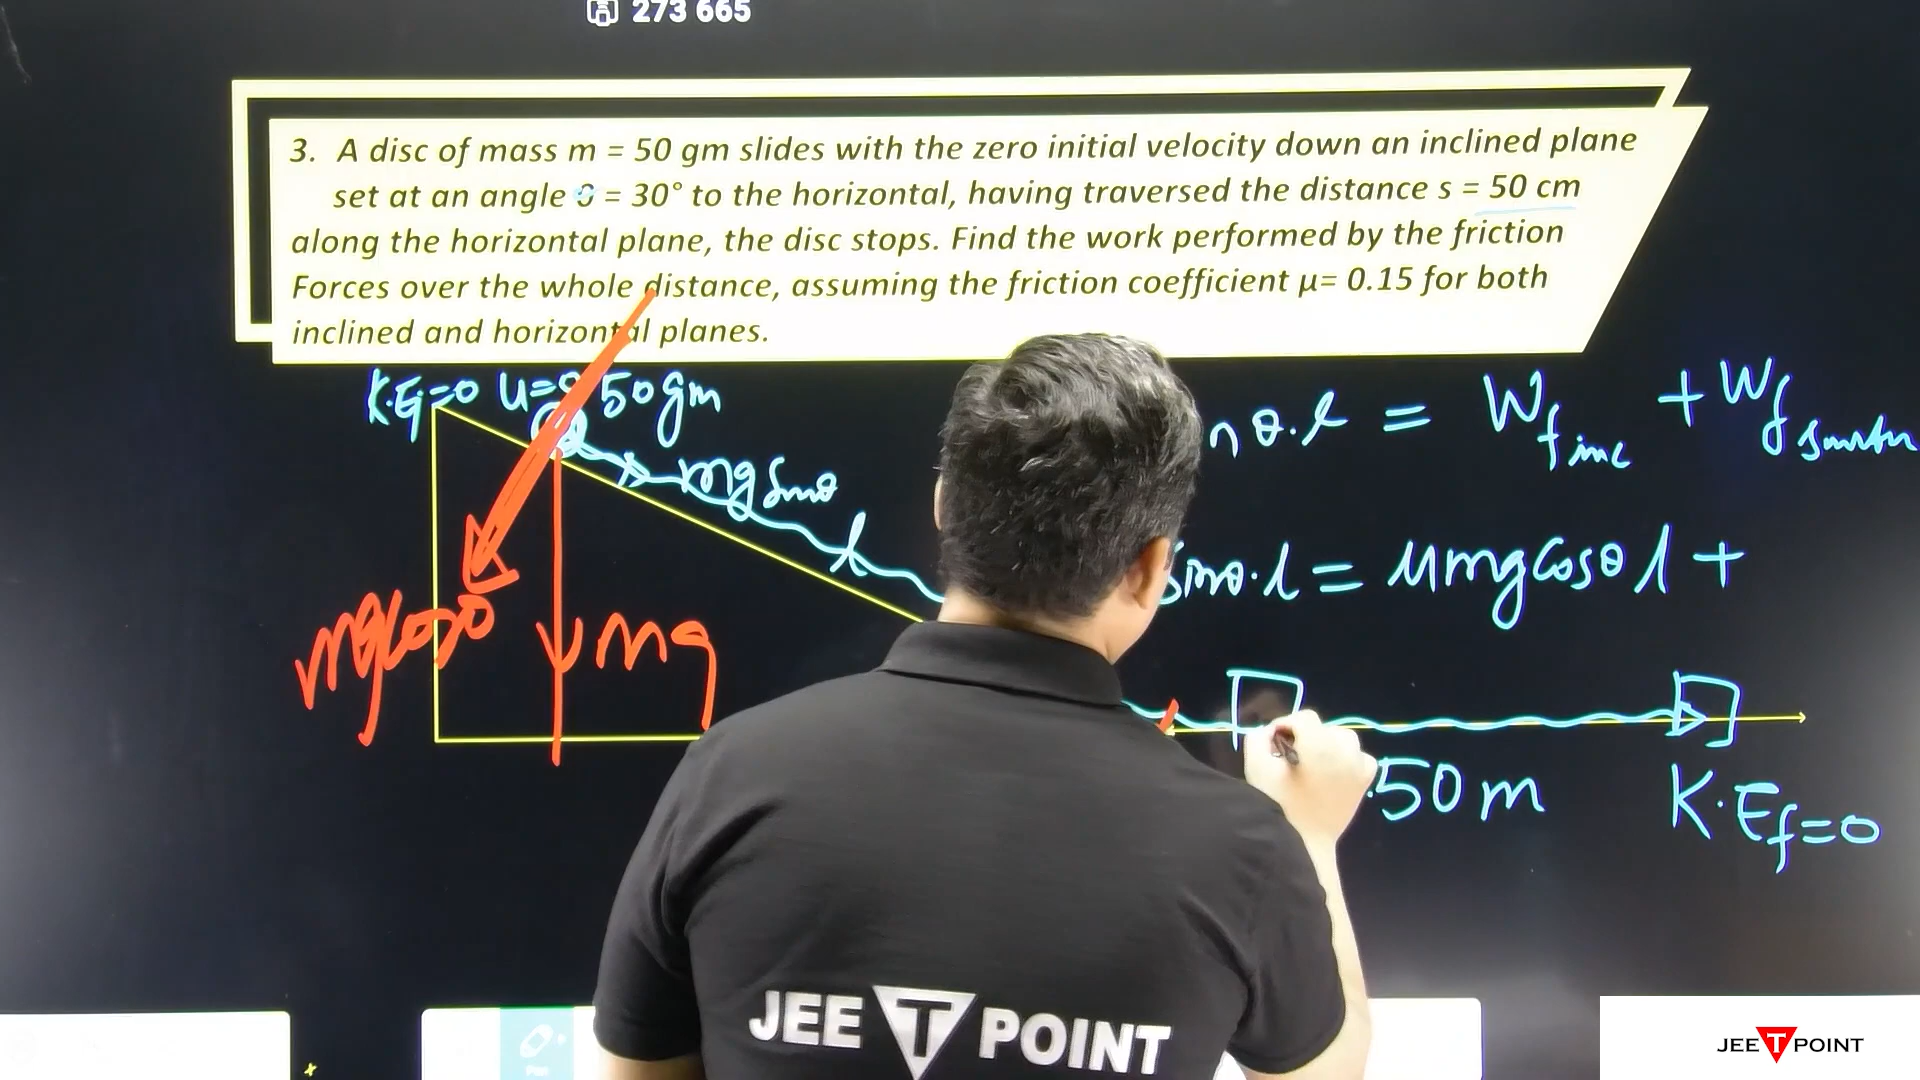 273 665
3. A disc of mass m = 50 gm slides with the zero initial velocity down an inclined plane
set at an angle θ = 30° to the horizontal, having traversed the distance s = 50 cm
along the horizontal plane, the disc stops. Find the work performed by the friction
Forces over the whole distance, assuming the friction coefficient μ= 0.15 for both
inclined and horizontal planes.
K.Ei=0 u=0 50gm
nθ.l = Wf inc + Wf
mg sinθ
l
sinθ.l = μmgcosθ l +
mgcosθ
mg
.50 m
K.Ef=0
JEE T POINT
JEE T POINT
Pen